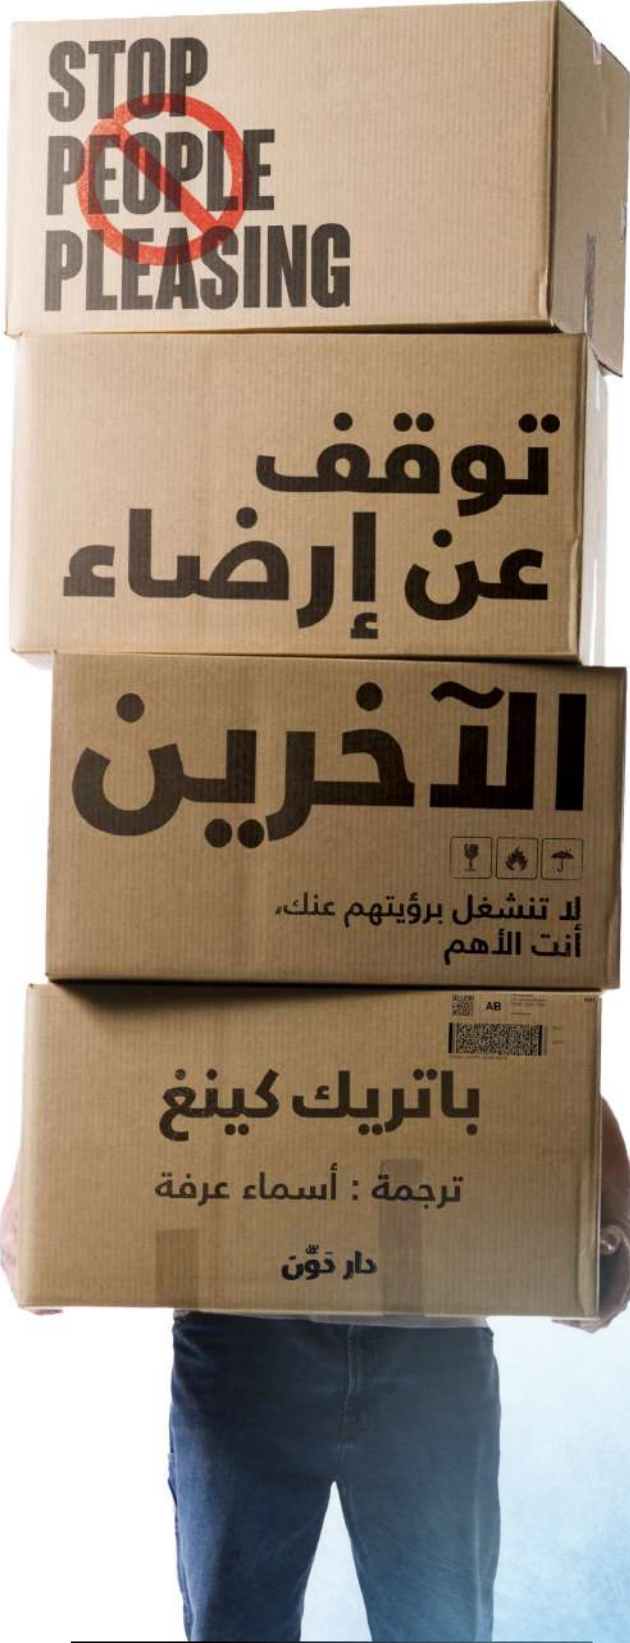 STOP
PEOPLE
PLEASING
توقف
عن إرضاء
الآخرين
لا تنشغل برؤيتهم عنك،
أنت الأهم
AB
باتريك كينغ
ترجمة : أسماء عرفة
دار دَوِّن